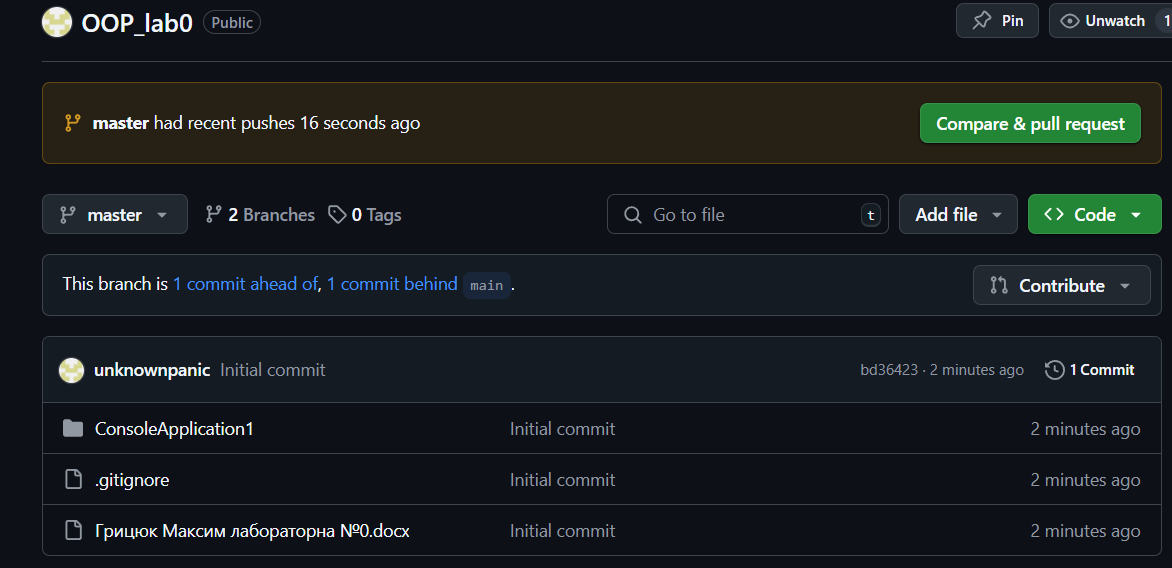 OOP_lab0 Public Pin Unwatch 1
master had recent pushes 16 seconds ago Compare & pull request
master 2 Branches 0 Tags Go to file t Add file Code
This branch is 1 commit ahead of, 1 commit behind main . Contribute
unknownpanic Initial commit bd36423 · 2 minutes ago 1 Commit
ConsoleApplication1 Initial commit 2 minutes ago
.gitignore Initial commit 2 minutes ago
Грицюк Максим лабораторна №0.docx Initial commit 2 minutes ago